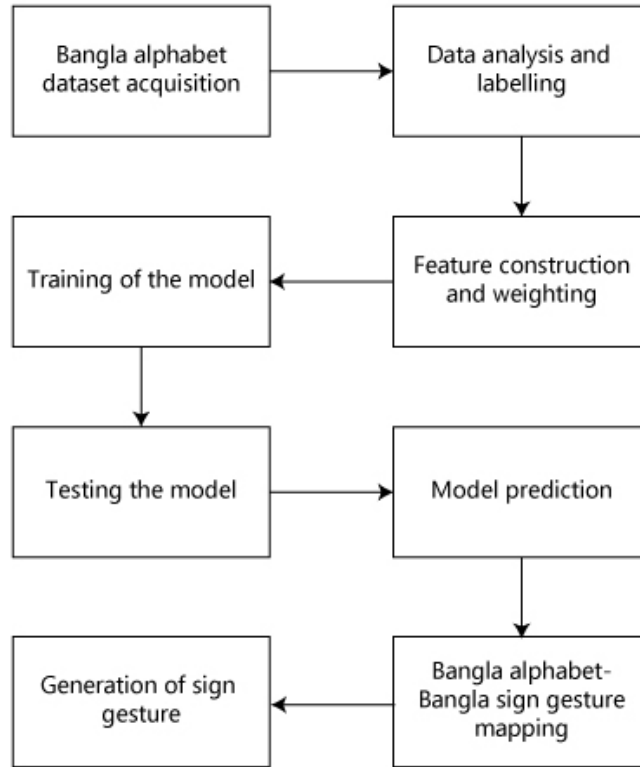 Bangla alphabet
dataset acquisition
Data analysis and
labelling
Feature construction
and weighting
Training of the model
Testing the model
Model prediction
Bangla alphabet-
Bangla sign gesture
mapping
Generation of sign
gesture